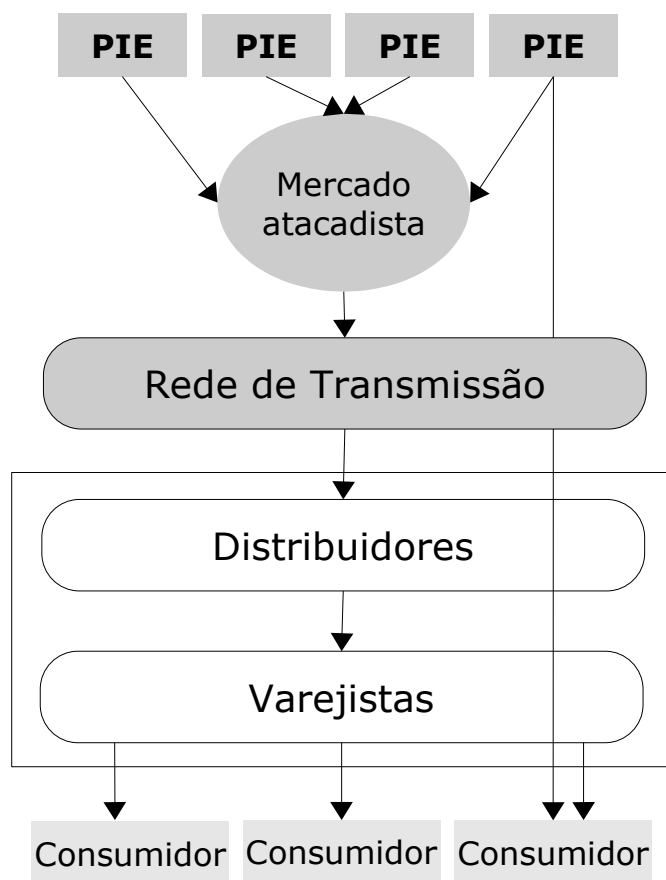 PIE PIE PIE PIE
Mercado
atacadista
Rede de Transmissão
Distribuidores
Varejistas
Consumidor Consumidor Consumidor